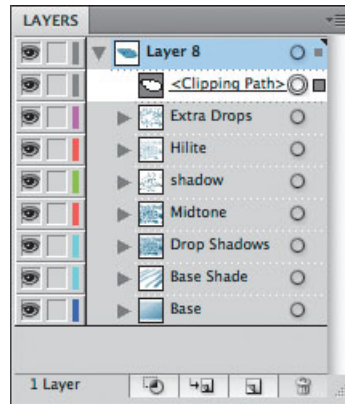 LAYERS
Layer 8
<Clipping Path>
Extra Drops
Hilite
shadow
Midtone
Drop Shadows
Base Shade
Base
1 Layer